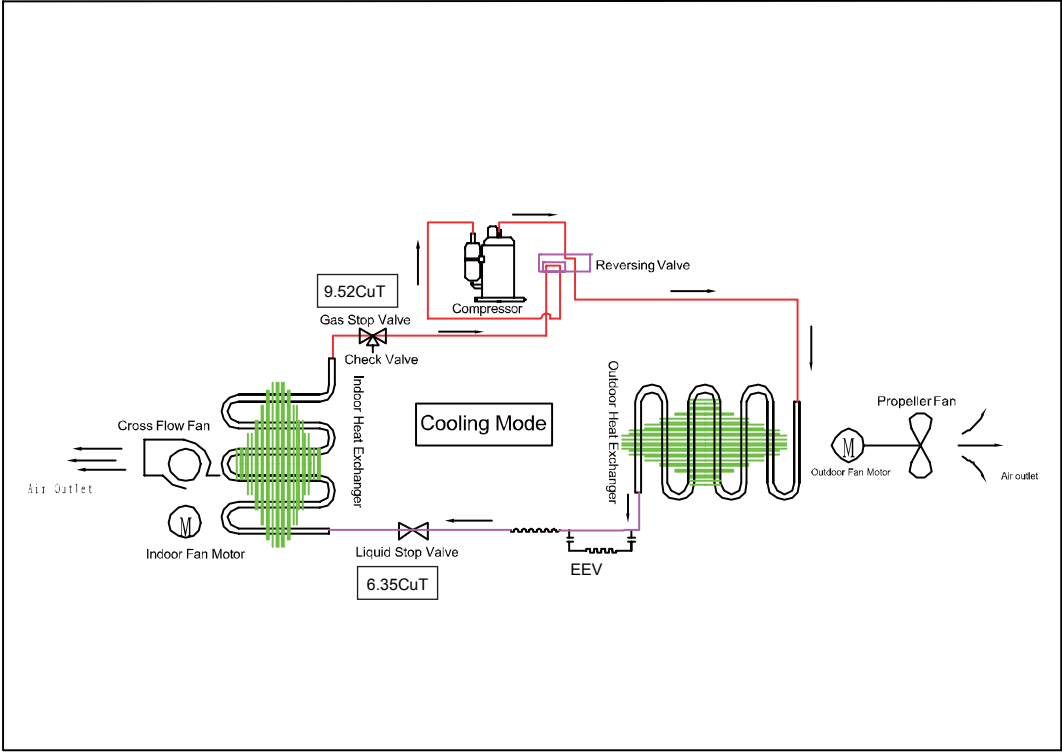 Reversing Valve
9.52CuT
Compressor
Gas Stop Valve
Check Valve
Indoor Heat Exchanger
Outdoor Heat Exchanger
Cooling Mode
Propeller Fan
Cross Flow Fan
M
Outdoor Fan Motor
Air outlet
Air Outlet
M
Indoor Fan Motor
Liquid Stop Valve
EEV
6.35CuT